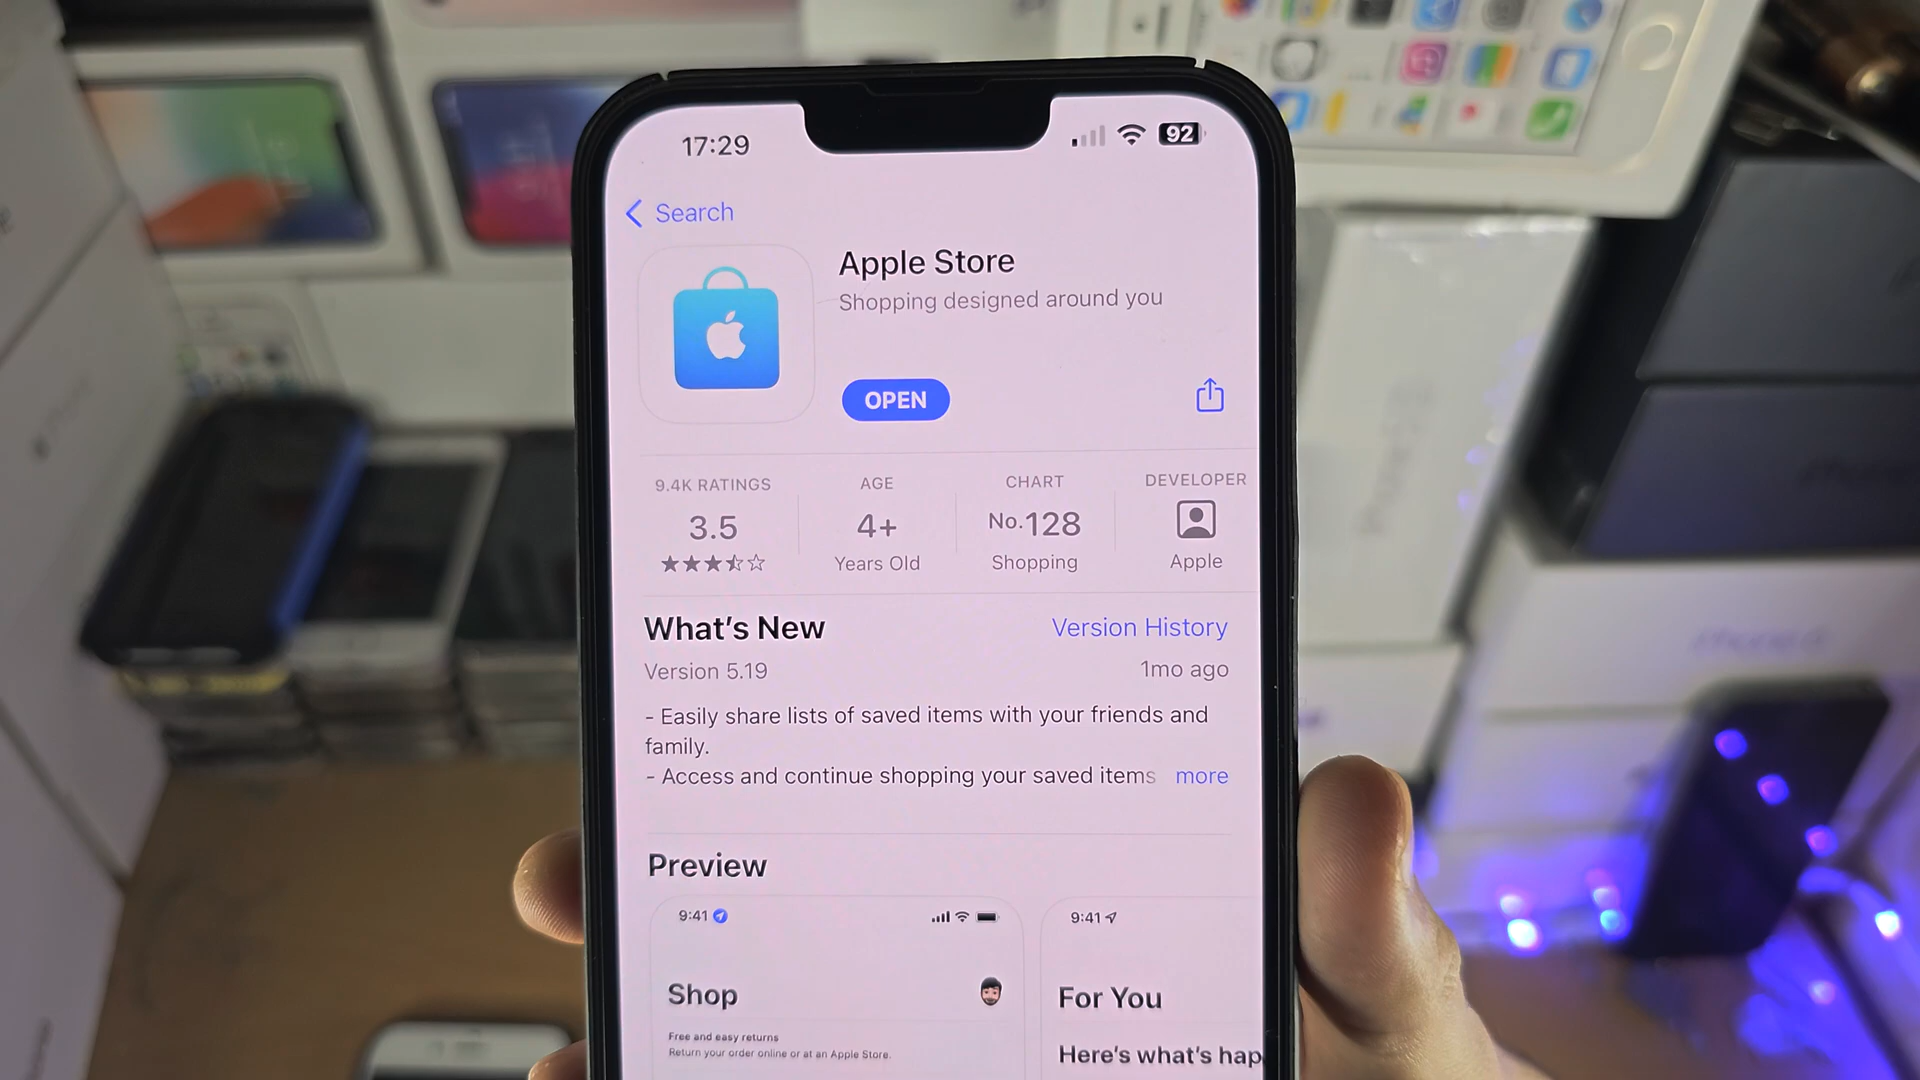 17:29
92
Search
Apple Store
Shopping designed around you
OPEN
9.4K RATINGS
3.5
AGE
4+
Years Old
CHART
No.128
Shopping
DEVELOPER
Apple
What's New
Version History
Version 5.19
1mo ago
- Easily share lists of saved items with your friends and
family.
- Access and continue shopping your saved items more
Preview
9:41
Shop
Free and easy returns
Return your order online or at an Apple Store.
9:41
For You
Here's what's hap